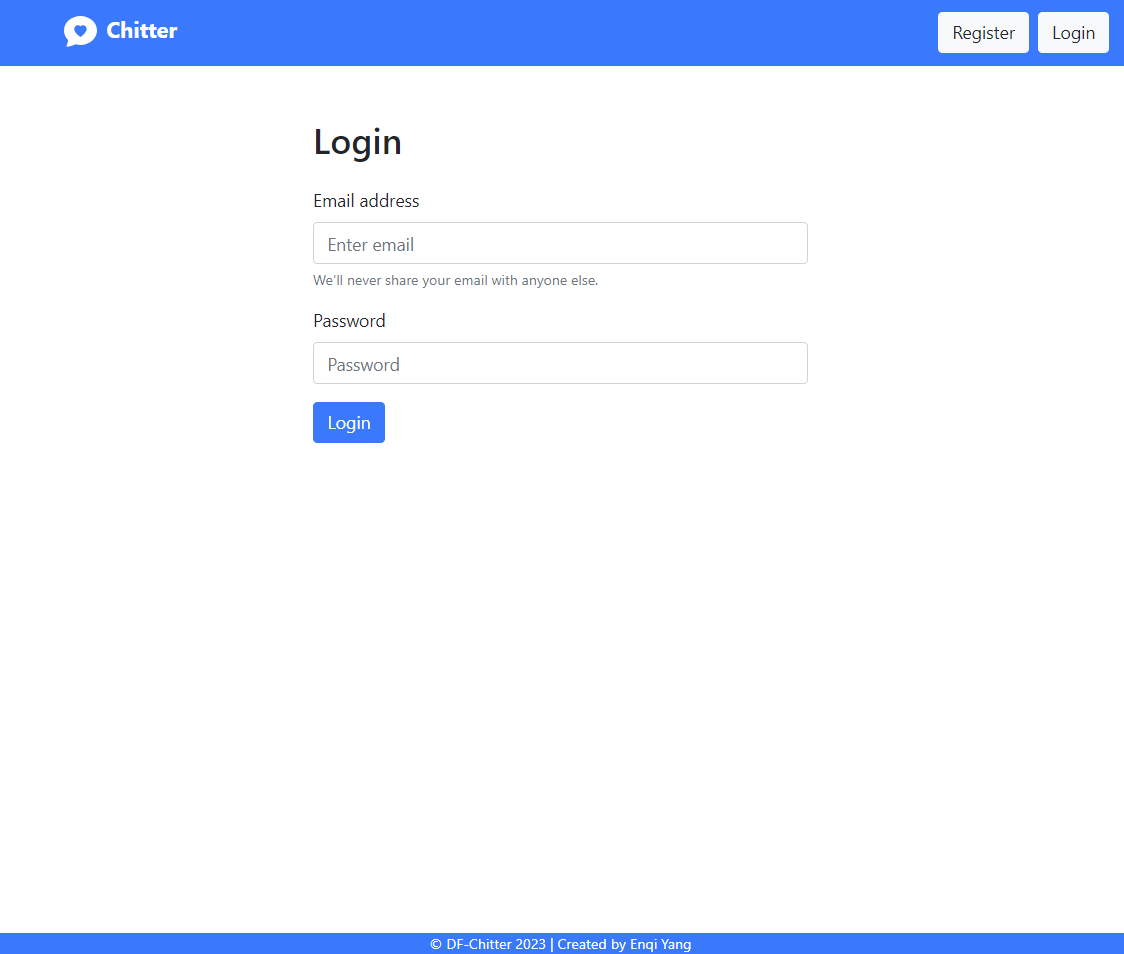 Chitter
Register
Login
Login
Email address
Enter email
We'll never share your email with anyone else.
Password
Password
Login
© DF-Chitter 2023 | Created by Enqi Yang